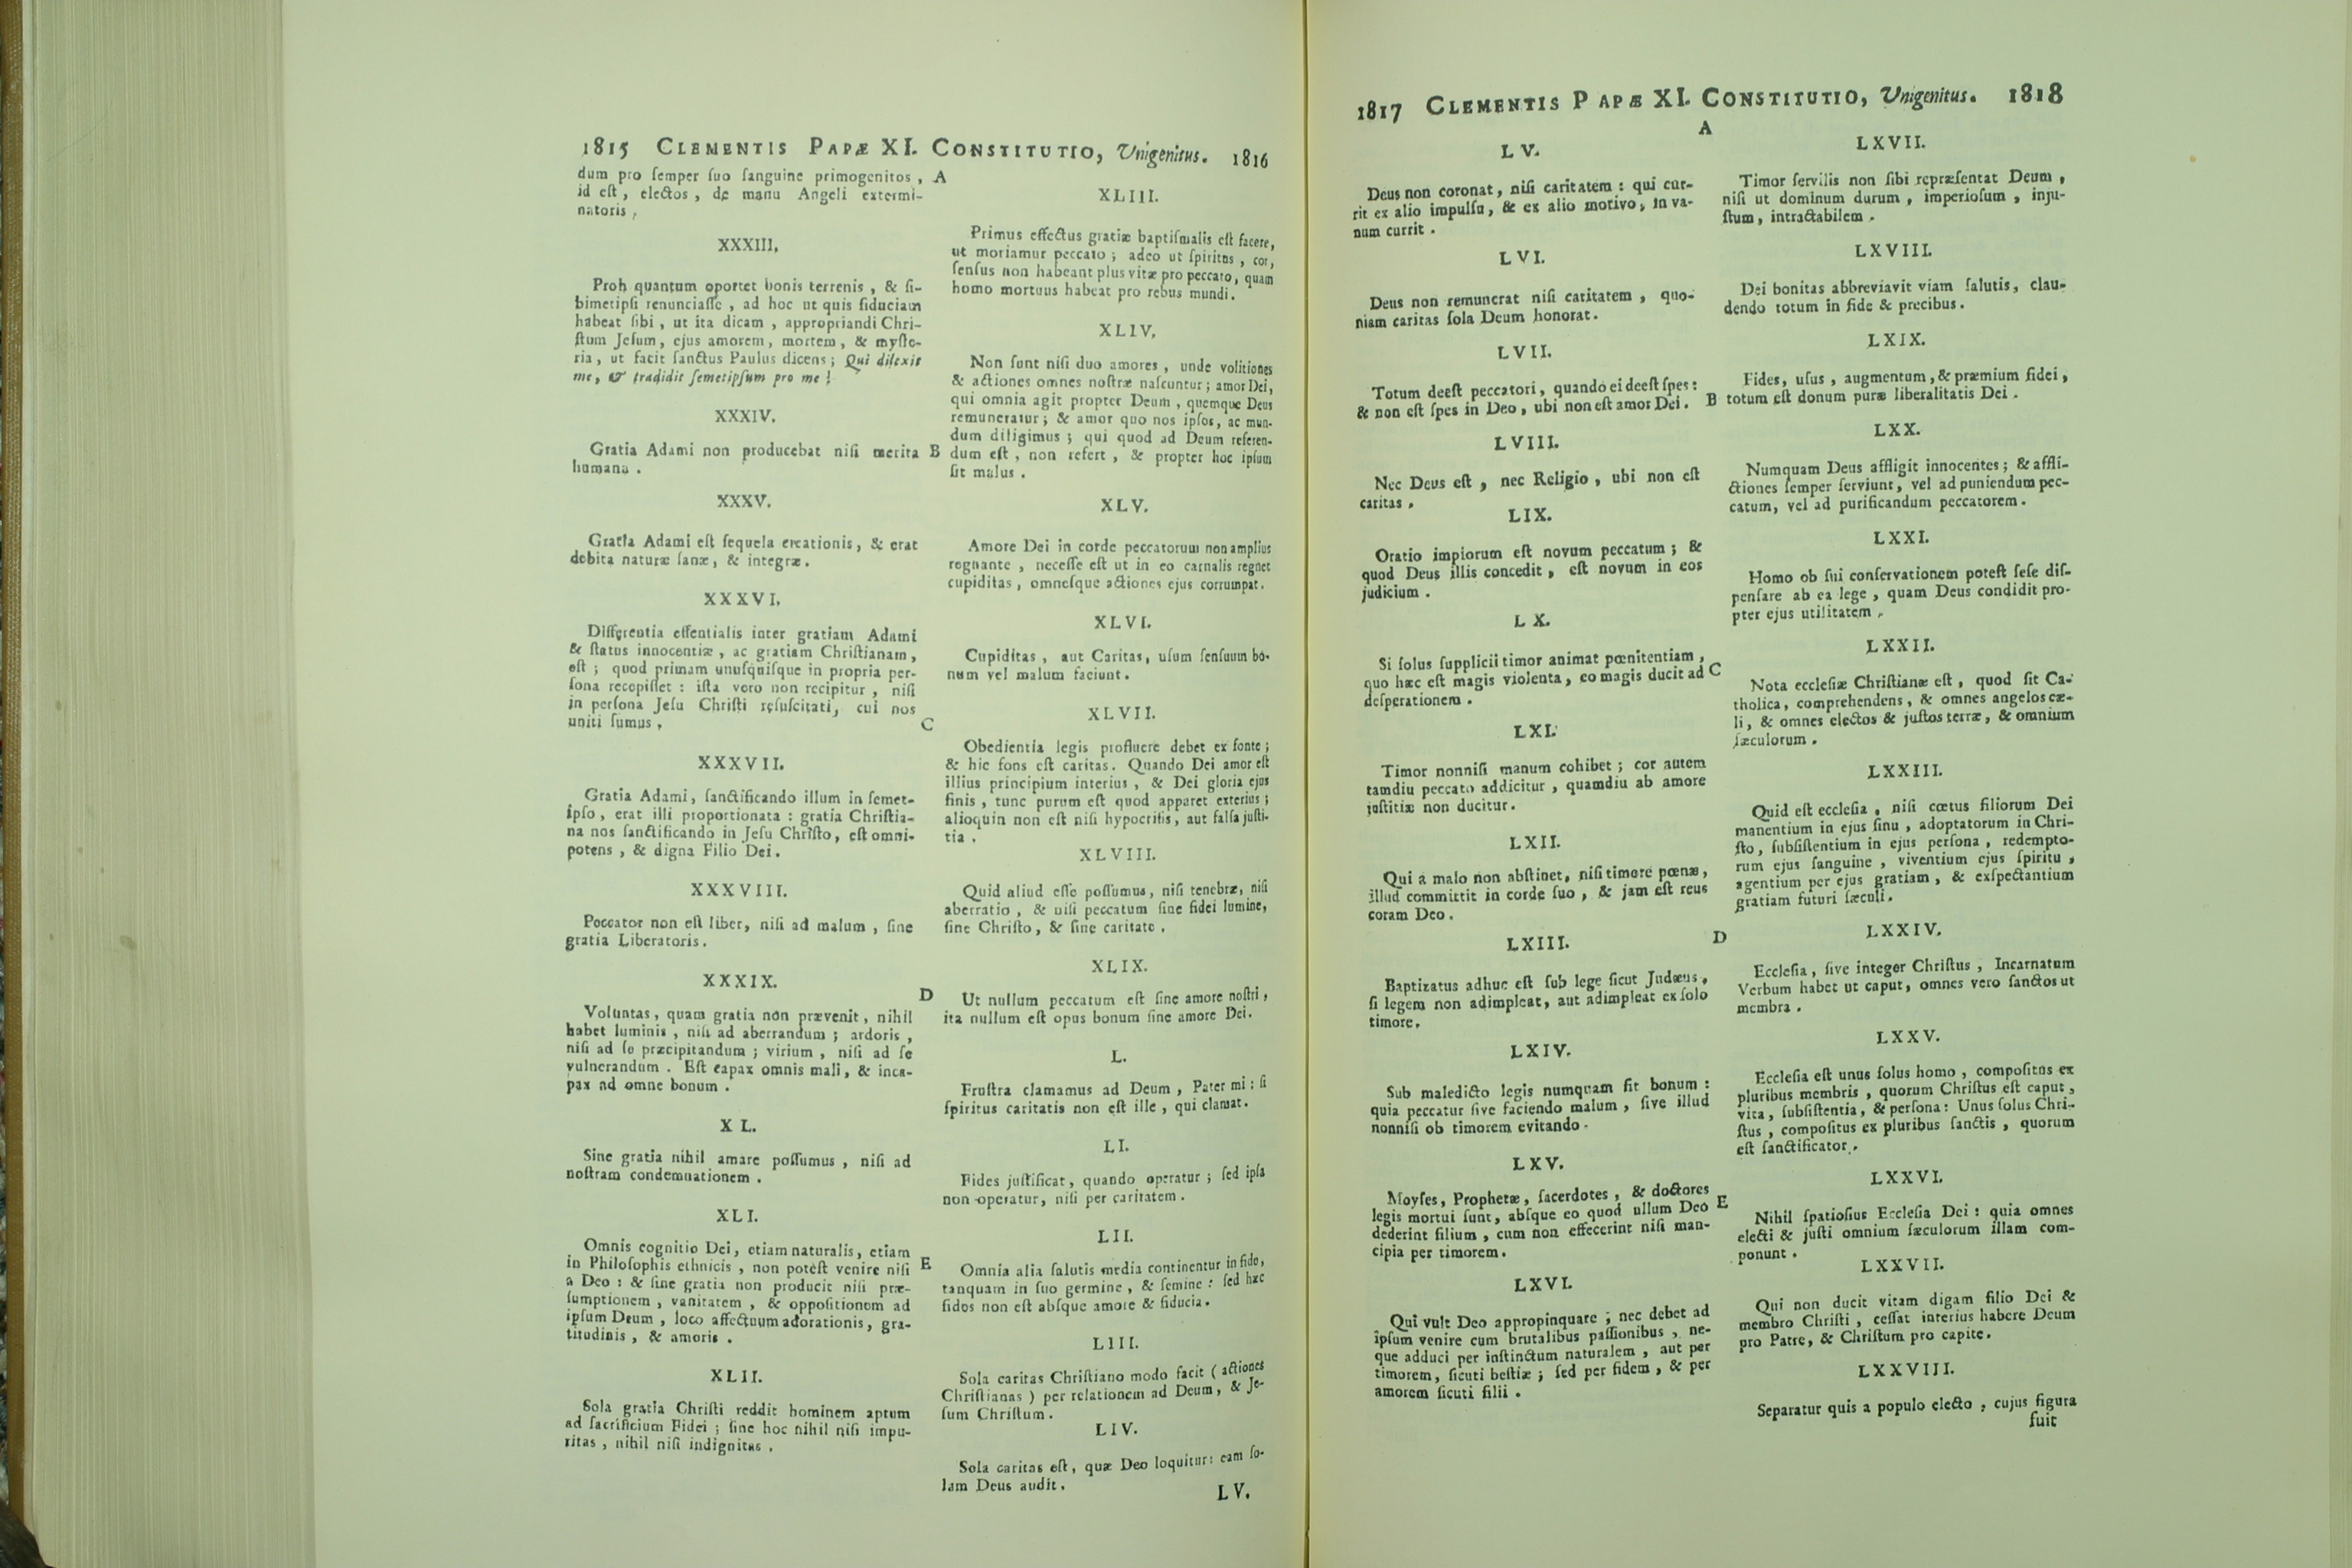 1815 CLEMENTIS PAPÆ XI. CONSTITUTIO, Unigenitus. 1816
dum pro ſemper ſuo ſanguine primogenitos, A
id eſt, electos, de manu Angeli extermi-
natoris,
XXXIII.
Proh quantum oportet bonis terrenis, & ſi-
bimetipſi renunciaſſe, ad hoc ut quis fiduciam
habeat ſibi, ut ita dicam, appropriandi Chri-
ſtum Jeſum, ejus amorem, mortem, & myſte-
ria, ut facit ſanctus Paulus dicens; Qui dilexit
me, & tradidit ſemetipſum pro me!
XXXIV.
Gratia Adami non producebat niſi merita B
humana.
XXXV.
Gratia Adami eſt ſequela creationis, & erat
debita naturæ ſanæ, & integræ.
XXXVI.
Differentia eſſentialis inter gratiam Adami
& ſtatus innocentiæ, ac gratiam Chriſtianam,
eſt; quod primam unuſquiſque in propria per-
ſona recepiſſet: iſta vero non recipitur, niſi
in perſona Jeſu Chriſti reſuſcitati, cui nos
uniti ſumus, C
XXXVII.
Gratia Adami, ſanctificando illum in ſemet-
ipſo, erat illi proportionata: gratia Chriſtia-
na nos ſanctificando in Jeſu Chriſto, eſt omni-
potens, & digna Filio Dei.
XXXVIII.
Peccator non eſt liber, niſi ad malum, ſine
gratia Liberatoris.
XXXIX.
D
Voluntas, quam gratia non prævenit, nihil
habet luminis, niſi ad aberrandum; ardoris,
niſi ad ſe præcipitandum; virium, niſi ad ſe
vulnerandum. Eſt capax omnis mali, & inca-
pax ad omne bonum.
XL.
Sine gratia nihil amare poſſumus, niſi ad
noſtram condemnationem.
XLI.
Omnis cognitio Dei, etiam naturalis, etiam
in Philoſophis ethnicis, non poteſt venire niſi E
a Deo: & ſine gratia non producit niſi præ-
ſumptionem, vanitatem, & oppoſitionem ad
ipſum Deum, loco affectuum adorationis, gra-
titudinis, & amoris.
XLII.
Sola gratia Chriſti reddit hominem aptum
ad ſacrificium Fidei; ſine hoc nihil niſi impu-
ritas, nihil niſi indignitas.
XLIII.
Primus effectus gratiæ baptiſmalis eſt facere,
ut moriamur peccato; adeo ut ſpiritus, cor,
ſenſus non habeant plus vitæ pro peccato, quam
homo mortuus habeat pro rebus mundi.
XLIV.
Non ſunt niſi duo amores, unde volitiones
& actiones omnes noſtræ naſcuntur; amor Dei,
qui omnia agit propter Deum, quemque Deus
remuneratur; & amor quo nos ipſos, ac mun-
dum diligimus; qui quod ad Deum referen-
dum eſt, non refert, & propter hoc ipſum
fit malus.
XLV.
Amore Dei in corde peccatorum non amplius
regnante, neceſſe eſt ut in eo carnalis regnet
cupiditas, omneſque actiones ejus corrumpat.
XLVI.
Cupiditas, aut Caritas, uſum ſenſuum bo-
num vel malum faciunt.
XLVII.
Obedientia legis profluere debet ex fonte;
& hic fons eſt caritas. Quando Dei amor eſt
illius principium interius, & Dei gloria ejus
finis, tunc purum eſt quod apparet exterius;
alioquin non eſt niſi hypocriſis, aut falſa juſti-
tia.
XLVIII.
Quid aliud eſſe poſſumus, niſi tenebræ, niſi
aberratio, & niſi peccatum ſine fidei lumine,
ſine Chriſto, & ſine caritate.
XLIX.
Ut nullum peccatum eſt ſine amore noſtri,
ita nullum eſt opus bonum ſine amore Dei.
L.
Fruſtra clamamus ad Deum, Pater mi: ſi
ſpiritus caritatis non eſt ille, qui clamat.
LI.
Fides juſtificat, quando operatur; ſed ipſa
non operatur, niſi per caritatem.
LII.
Omnia alia ſalutis media continentur in fide,
tanquam in ſuo germine, & ſemine: ſed hæc
fides non eſt abſque amore & fiducia.
LIII.
Sola caritas Chriſtiano modo facit (actiones
Chriſtianas) per relationem ad Deum, & Je-
ſum Chriſtum.
LIV.
Sola caritas eſt, quæ Deo loquitur: eam ſo-
lam Deus audit.
LV.
1817 CLEMENTIS PAPÆ XI. CONSTITUTIO, Unigenitus. 1818
A
LV.
Deus non coronat, niſi caritatem: qui cur-
rit ex alio impulſu, & ex alio motivo, in va-
num currit.
LVI.
Deus non remunerat niſi caritatem, quo-
niam caritas ſola Deum honorat.
LVII.
Totum deeſt peccatori, quando ei deeſt ſpes:
& non eſt ſpes in Deo, ubi non eſt amor Dei. B
LVIII.
Nec Deus eſt, nec Religio, ubi non eſt
caritas.
LIX.
Oratio impiorum eſt novum peccatum; &
quod Deus illis concedit, eſt novum in eos
judicium.
LX.
Si ſolus ſupplicii timor animat pœnitentiam,
quo hæc eſt magis violenta, eo magis ducit ad C
deſperationem.
LXI.
Timor nonniſi manum cohibet; cor autem
tamdiu peccato addicitur, quamdiu ab amore
juſtitiæ non ducitur.
LXII.
Qui a malo non abſtinet, niſi timore pœnæ,
illud committit in corde ſuo, & jam eſt reus
coram Deo.
LXIII.
D
Baptizatus adhuc eſt ſub lege ſicut Judæus,
ſi legem non adimpleat, aut adimpleat ex ſolo
timore.
LXIV.
Sub maledicto legis numquam fit bonum:
quia peccatur ſive faciendo malum, ſive illud
nonniſi ob timorem evitando.
LXV.
Moyſes, Prophetæ, ſacerdotes, & doctores
legis mortui ſunt, abſque eo quod ullum Deo E
dederint filium, cum non effecerint niſi man-
cipia per timorem.
LXVI.
Qui vult Deo appropinquare; nec debet ad
ipſum venire cum brutalibus paſſionibus, ne-
que adduci per inſtinctum naturalem, aut per
timorem, ſicuti beſtiæ; ſed per fidem, & per
amorem ſicuti filii.
LXVII.
Timor ſervilis non ſibi repræſentat Deum,
niſi ut dominum durum, imperioſum, inju-
ſtum, intractabilem.
LXVIII.
Dei bonitas abbreviavit viam ſalutis, clau-
dendo totum in fide & precibus.
LXIX.
Fides, uſus, augmentum, & præmium fidei,
totum eſt donum puræ liberalitatis Dei.
LXX.
Numquam Deus affligit innocentes; & affli-
ctiones ſemper ſerviunt, vel ad puniendum pec-
catum, vel ad purificandum peccatorem.
LXXI.
Homo ob ſui conſervationem poteſt ſeſe diſ-
penſare ab ea lege, quam Deus condidit pro-
pter ejus utilitatem.
LXXII.
Nota eccleſiæ Chriſtianæ eſt, quod ſit Ca-
tholica, comprehendens, & omnes angelos cæ-
li, & omnes electos & juſtos terræ, & omnium
ſæculorum.
LXXIII.
Quid eſt eccleſia, niſi cœtus filiorum Dei
manentium in ejus ſinu, adoptatorum in Chri-
ſto, ſubſiſtentium in ejus perſona, redempto-
rum ejus ſanguine, viventium ejus ſpiritu,
agentium per ejus gratiam, & exſpectantium
gratiam futuri ſæculi.
LXXIV.
Eccleſia, ſive integer Chriſtus, Incarnatum
Verbum habet ut caput, omnes vero ſanctos ut
membra.
LXXV.
Eccleſia eſt unus ſolus homo, compoſitus ex
pluribus membris, quorum Chriſtus eſt caput,
vita, ſubſiſtentia, & perſona: Unus ſolus Chri-
ſtus, compoſitus ex pluribus ſanctis, quorum
eſt ſanctificator.
LXXVI.
Nihil ſpatioſius Eccleſia Dei: quia omnes
electi & juſti omnium ſæculorum illam com-
ponunt.
LXXVII.
Qui non ducit vitam digam filio Dei &
membro Chriſti, ceſſat interius habere Deum
pro Patre, & Chriſtum pro capite.
LXXVIII.
Separatur quis a populo electo, cujus figura
fuit